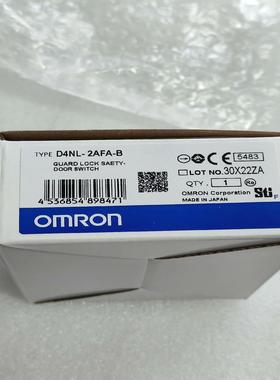 TYPE D4NL-2AFA-B
GUARD LOCK SAETY-
DOOR SWITCH
4 536854 898471
5483
LOT NO.30X22ZA
QTY. 1
OMRON Corporation
MADE IN JAPAN
OMRON